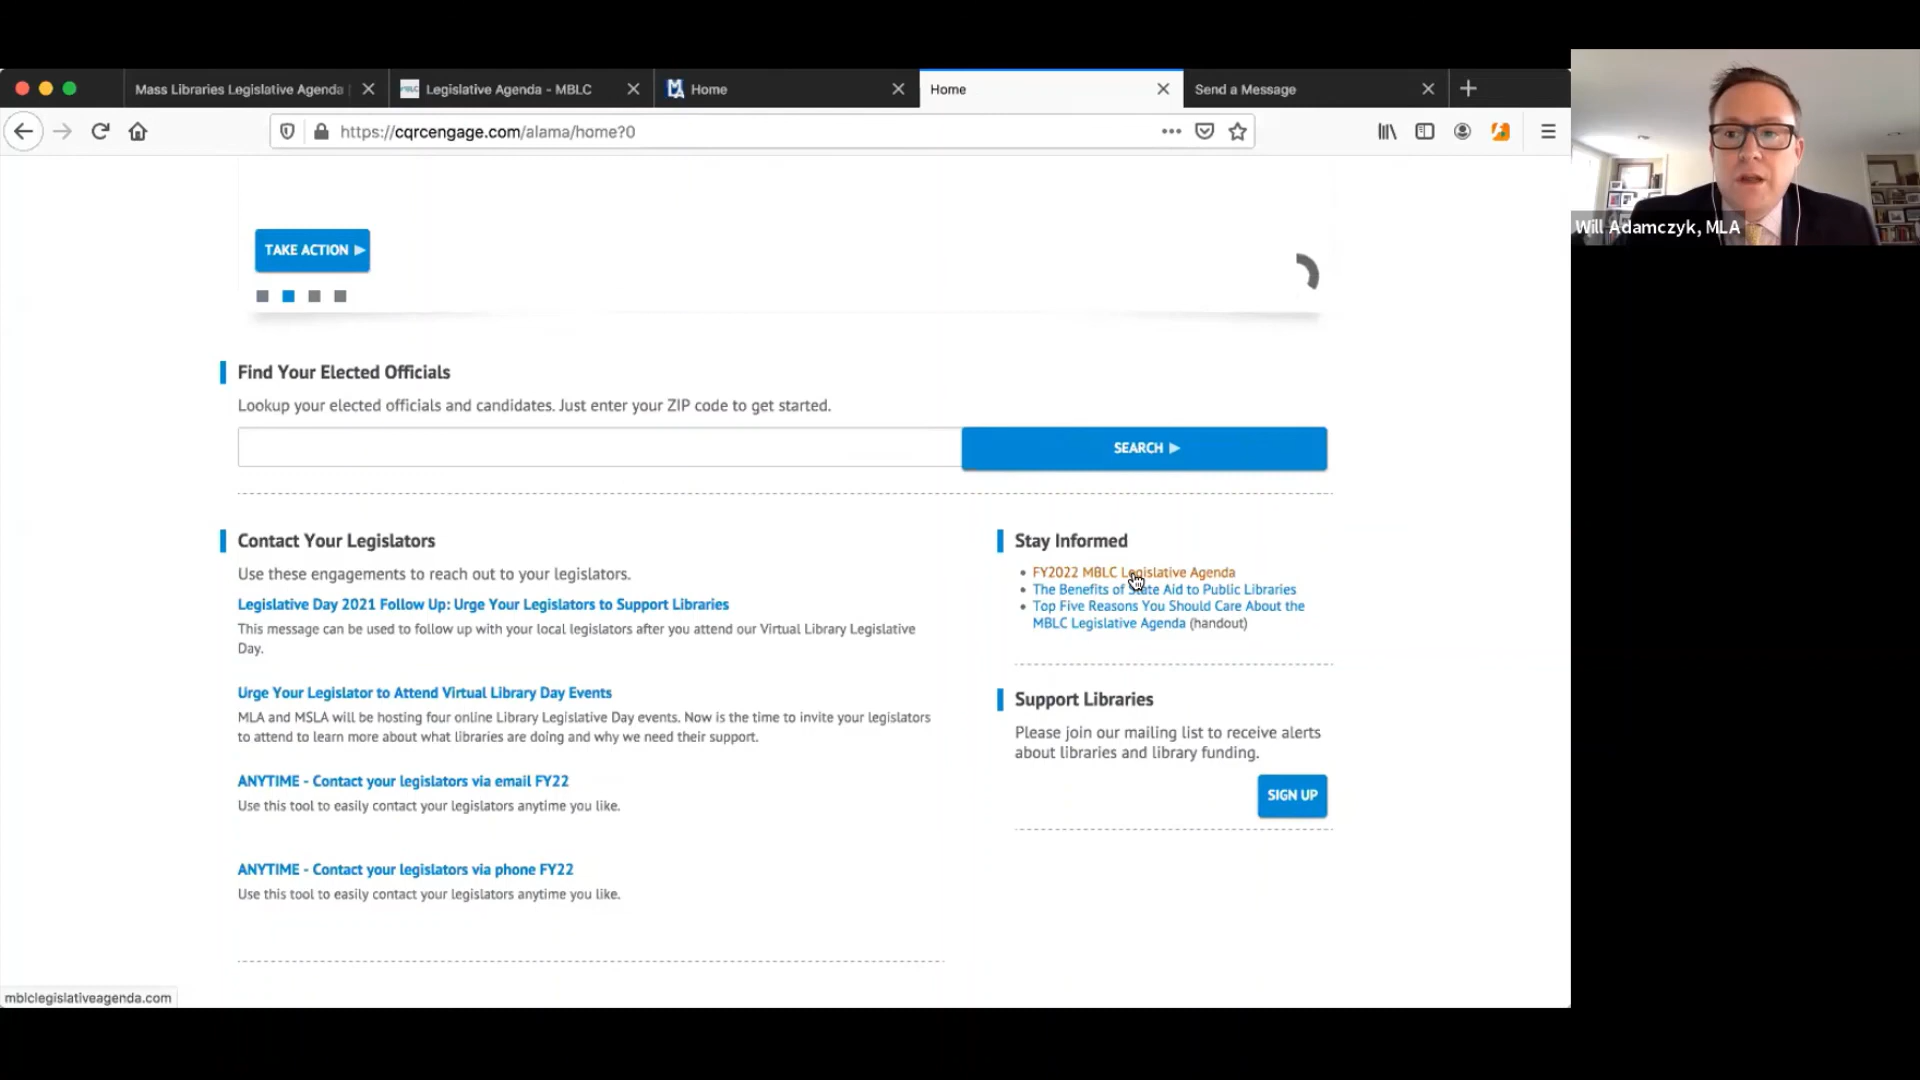 Mass Libraries Legislative Agenda
Legislative Agenda - MBLC
Home
Home
Send a Message
https://cqrcengage.com/alama/home?0
Will Adamczyk, MLA
TAKE ACTION
Find Your Elected Officials
Lookup your elected officials and candidates. Just enter your ZIP code to get started.
SEARCH
Contact Your Legislators
Use these engagements to reach out to your legislators.
Legislative Day 2021 Follow Up: Urge Your Legislators to Support Libraries
This message can be used to follow up with your local legislators after you attend our Virtual Library Legislative
Day.
Urge Your Legislator to Attend Virtual Library Day Events
MLA and MSLA will be hosting four online Library Legislative Day events. Now is the time to invite your legislators
to attend to learn more about what libraries are doing and why we need their support.
ANYTIME - Contact your legislators via email FY22
Use this tool to easily contact your legislators anytime you like.
ANYTIME - Contact your legislators via phone FY22
Use this tool to easily contact your legislators anytime you like.
Stay Informed
FY2022 MBLC Legislative Agenda
The Benefits of State Aid to Public Libraries
Top Five Reasons You Should Care About the
MBLC Legislative Agenda (handout)
Support Libraries
Please join our mailing list to receive alerts
about libraries and library funding.
SIGN UP
mblclegislativeagenda.com